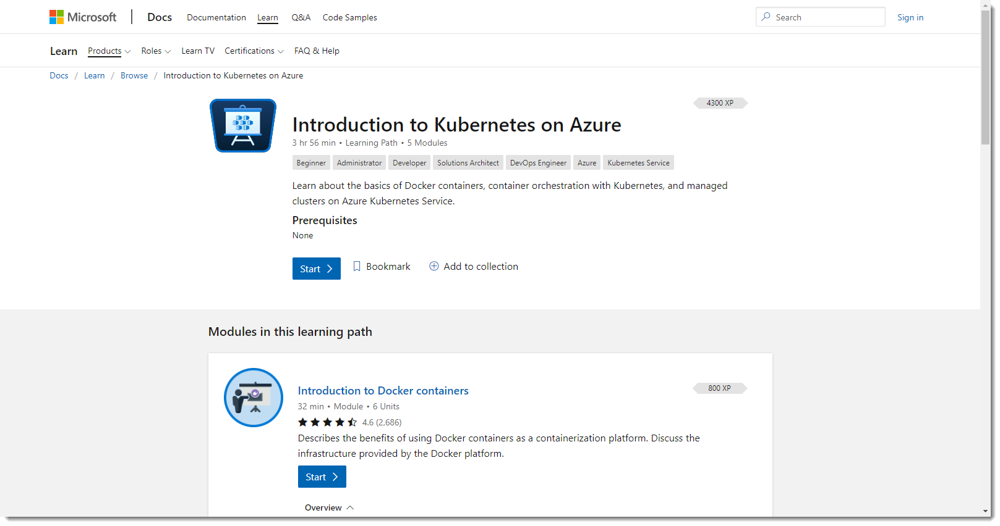 Microsoft Docs Documentation Learn Q&A Code Samples Search Sign in
Learn Products Roles Learn TV Certifications FAQ & Help
Docs / Learn / Browse / Introduction to Kubernetes on Azure
4300 XP
Introduction to Kubernetes on Azure
3 hr 56 min • Learning Path • 5 Modules
Beginner Administrator Developer Solutions Architect DevOps Engineer Azure Kubernetes Service
Learn about the basics of Docker containers, container orchestration with Kubernetes, and managed
clusters on Azure Kubernetes Service.
Prerequisites
None
Start Bookmark Add to collection
Modules in this learning path
Introduction to Docker containers
800 XP
32 min • Module • 6 Units
4.6 (2,686)
Describes the benefits of using Docker containers as a containerization platform. Discuss the
infrastructure provided by the Docker platform.
Start
Overview